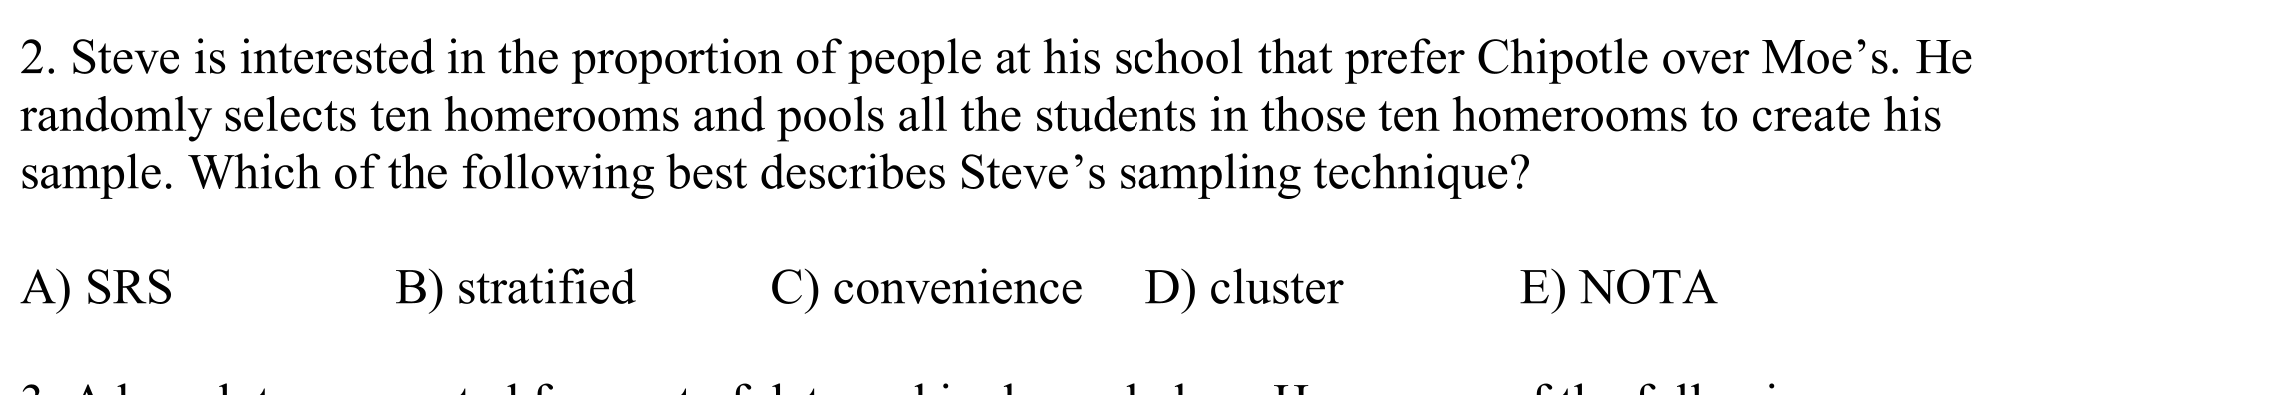 2. Steve is interested in the proportion of people at his school that prefer Chipotle over Moe’s. He
randomly selects ten homerooms and pools all the students in those ten homerooms to create his
sample. Which of the following best describes Steve’s sampling technique?
A) SRS B) stratified C) convenience D) cluster E) NOTA